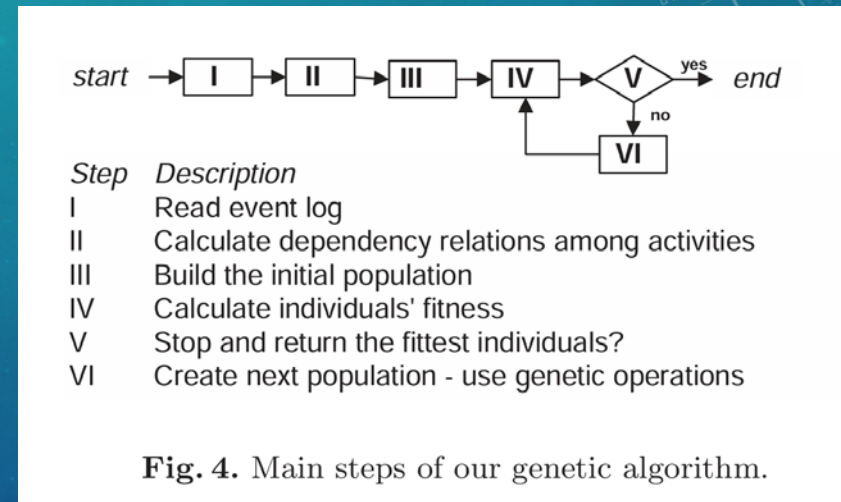 start I II III IV V yes end
no
VI
Step Description
I Read event log
II Calculate dependency relations among activities
III Build the initial population
IV Calculate individuals' fitness
V Stop and return the fittest individuals?
VI Create next population - use genetic operations
Fig. 4. Main steps of our genetic algorithm.